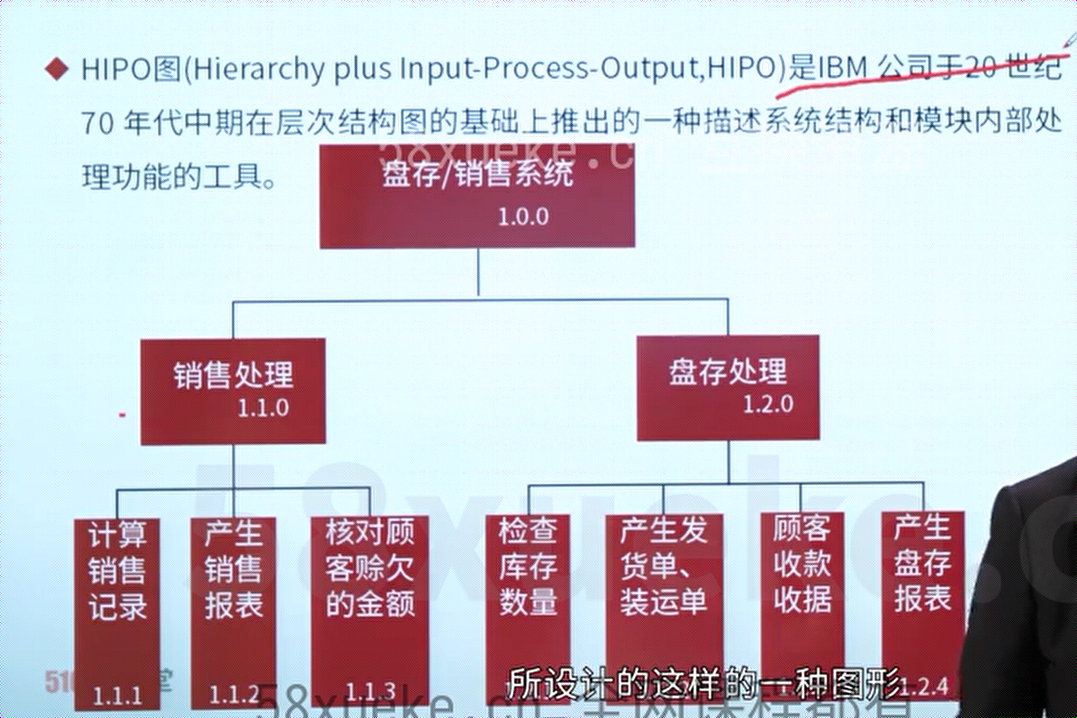 HIPO图(Hierarchy plus Input-Process-Output,HIPO)是IBM 公司于20 世纪
70 年代中期在层次结构图的基础上推出的一种描述系统结构和模块内部处
理功能的工具。
58xueke.cn
盘存/销售系统
1.0.0
销售处理
1.1.0
盘存处理
1.2.0
58xueke.c
计算
销售
记录
1.1.1
产生
销售
报表
1.1.2
核对顾
客赊欠
的金额
1.1.3
检查
库存
数量
产生发
货单、
装运单
顾客
收款
收据
产生
盘存
报表
1.2.4
所设计的这样的一种图形
58xueke.cn